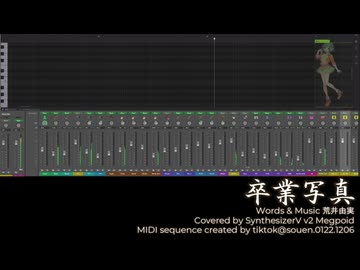 卒業写真
Words & Music 荒井由実
Covered by SynthesizerV v2 Megpoid
MIDI sequence created by tiktok@souen.0122.1206